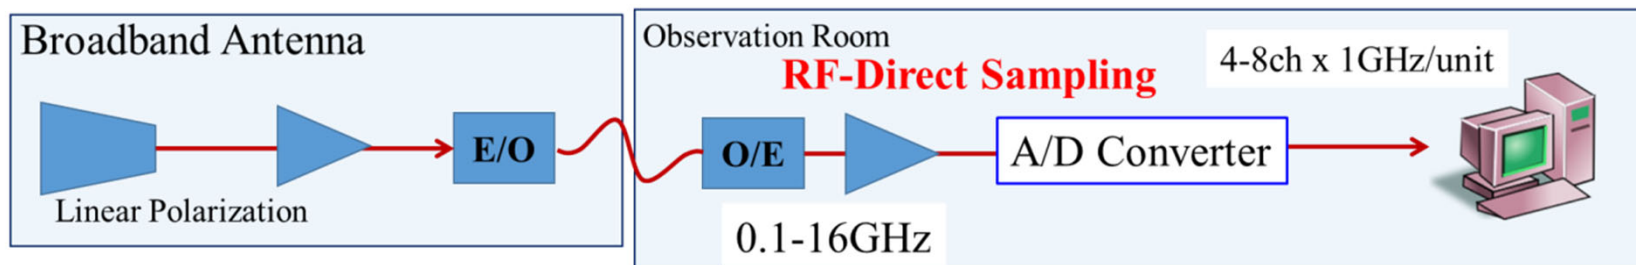 Broadband Antenna
Linear Polarization
E/O
Observation Room
RF-Direct Sampling
4-8ch x 1GHz/unit
O/E
A/D Converter
0.1-16GHz